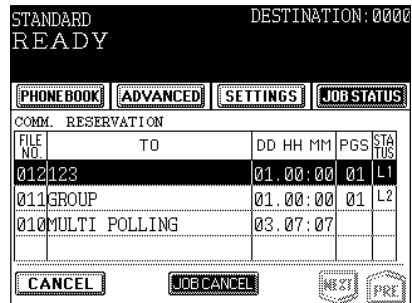 STANDARD DESTINATION:0000
READY
PHONE BOOK ADVANCED SETTINGS JOB STATUS
COMM. RESERVATION
FILE NO. TO DD HH MM PGS STA TUS
012 123 01.00:00 01 L1
011 GROUP 01.00:00 01 L2
010 MULTI POLLING 03.07:07
CANCEL JOB CANCEL NEXT PRE